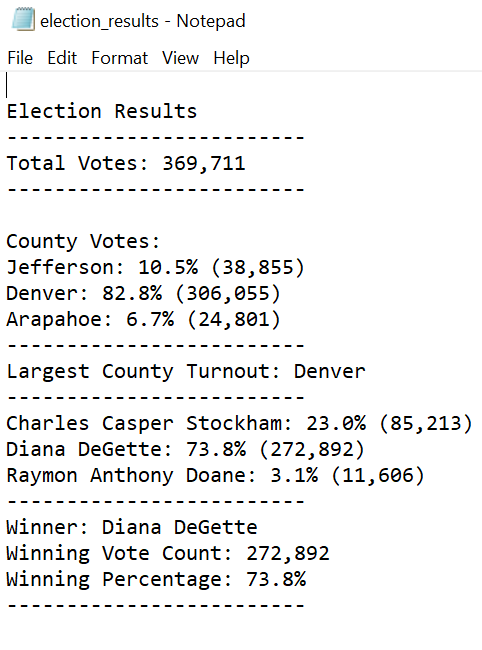 election_results - Notepad
File Edit Format View Help
Election Results
-------------------------
Total Votes: 369,711
-------------------------
County Votes:
Jefferson: 10.5% (38,855)
Denver: 82.8% (306,055)
Arapahoe: 6.7% (24,801)
-------------------------
Largest County Turnout: Denver
-------------------------
Charles Casper Stockham: 23.0% (85,213)
Diana DeGette: 73.8% (272,892)
Raymon Anthony Doane: 3.1% (11,606)
-------------------------
Winner: Diana DeGette
Winning Vote Count: 272,892
Winning Percentage: 73.8%
-------------------------